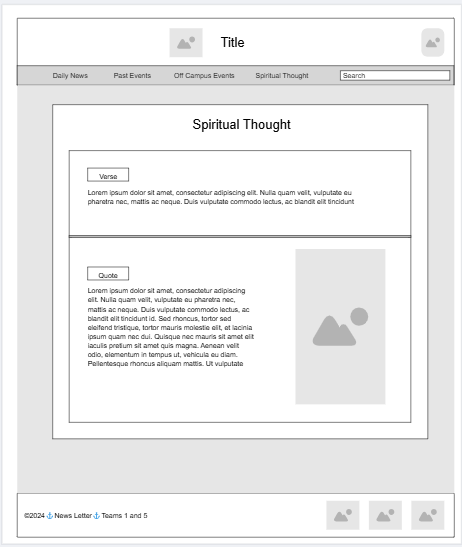 Title
Daily News Past Events Off Campus Events Spiritual Thought Search
Spiritual Thought
Verse
Lorem ipsum dolor sit amet, consectetur adipiscing elit. Nulla quam velit, vulputate eu
pharetra nec, mattis ac neque. Duis vulputate commodo lectus, ac blandit elit tincidunt
Quote
Lorem ipsum dolor sit amet, consectetur adipiscing
elit. Nulla quam velit, vulputate eu pharetra nec,
mattis ac neque. Duis vulputate commodo lectus, ac
blandit elit tincidunt id. Sed rhoncus, tortor sed
eleifend tristique, tortor mauris molestie elit, et lacinia
ipsum quam nec dui. Quisque nec mauris sit amet elit
iaculis pretium sit amet quis magna. Aenean velit
odio, elementum in tempus ut, vehicula eu diam.
Pellentesque rhoncus aliquam mattis. Ut vulputate
©2024 ⚓ News Letter ⚓ Teams 1 and 5